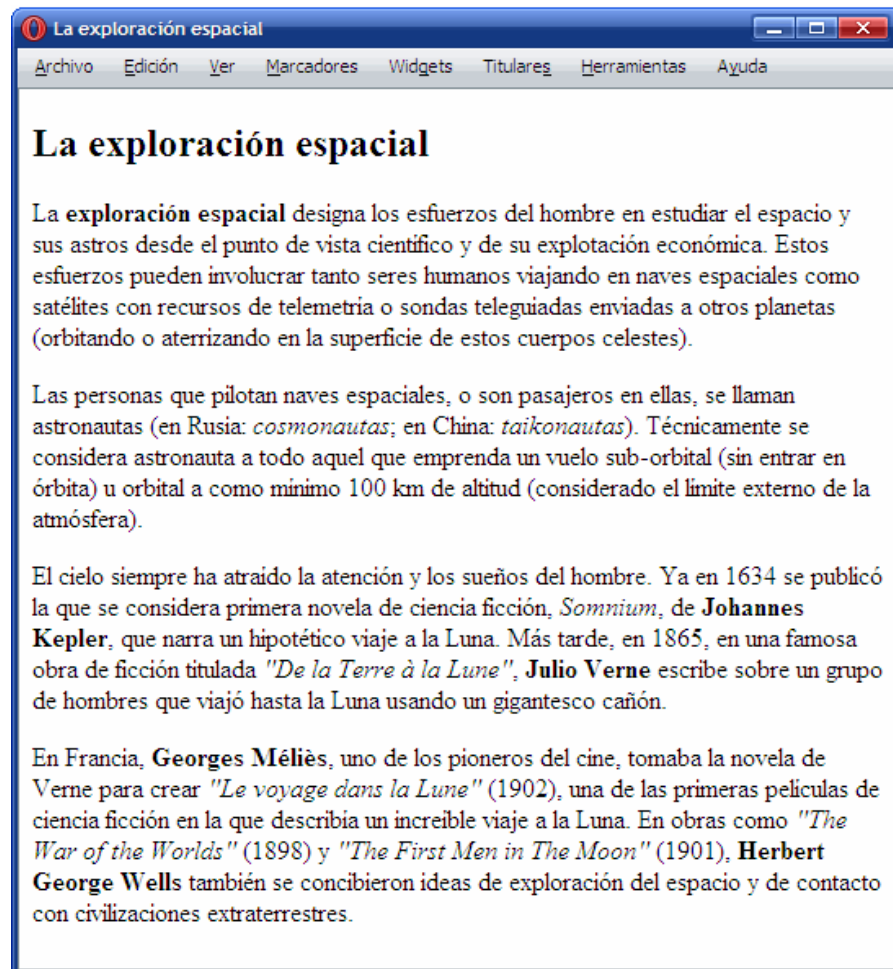 La exploración espacial
Archivo Edición Ver Marcadores Widgets Titulares Herramientas Ayuda
La exploración espacial
La exploración espacial designa los esfuerzos del hombre en estudiar el espacio y
sus astros desde el punto de vista científico y de su explotación económica. Estos
esfuerzos pueden involucrar tanto seres humanos viajando en naves espaciales como
satélites con recursos de telemetría o sondas teleguiadas enviadas a otros planetas
(orbitando o aterrizando en la superficie de estos cuerpos celestes).
Las personas que pilotan naves espaciales, o son pasajeros en ellas, se llaman
astronautas (en Rusia: cosmonautas; en China: taikonautas). Técnicamente se
considera astronauta a todo aquel que emprenda un vuelo sub-orbital (sin entrar en
órbita) u orbital a como mínimo 100 km de altitud (considerado el límite externo de la
atmósfera).
El cielo siempre ha atraído la atención y los sueños del hombre. Ya en 1634 se publicó
la que se considera primera novela de ciencia ficción, Somnium, de Johannes
Kepler, que narra un hipotético viaje a la Luna. Más tarde, en 1865, en una famosa
obra de ficción titulada "De la Terre à la Lune", Julio Verne escribe sobre un grupo
de hombres que viajó hasta la Luna usando un gigantesco cañón.
En Francia, Georges Méliès, uno de los pioneros del cine, tomaba la novela de
Verne para crear "Le voyage dans la Lune" (1902), una de las primeras películas de
ciencia ficción en la que describía un increíble viaje a la Luna. En obras como "The
War of the Worlds" (1898) y "The First Men in The Moon" (1901), Herbert
George Wells también se concibieron ideas de exploración del espacio y de contacto
con civilizaciones extraterrestres.